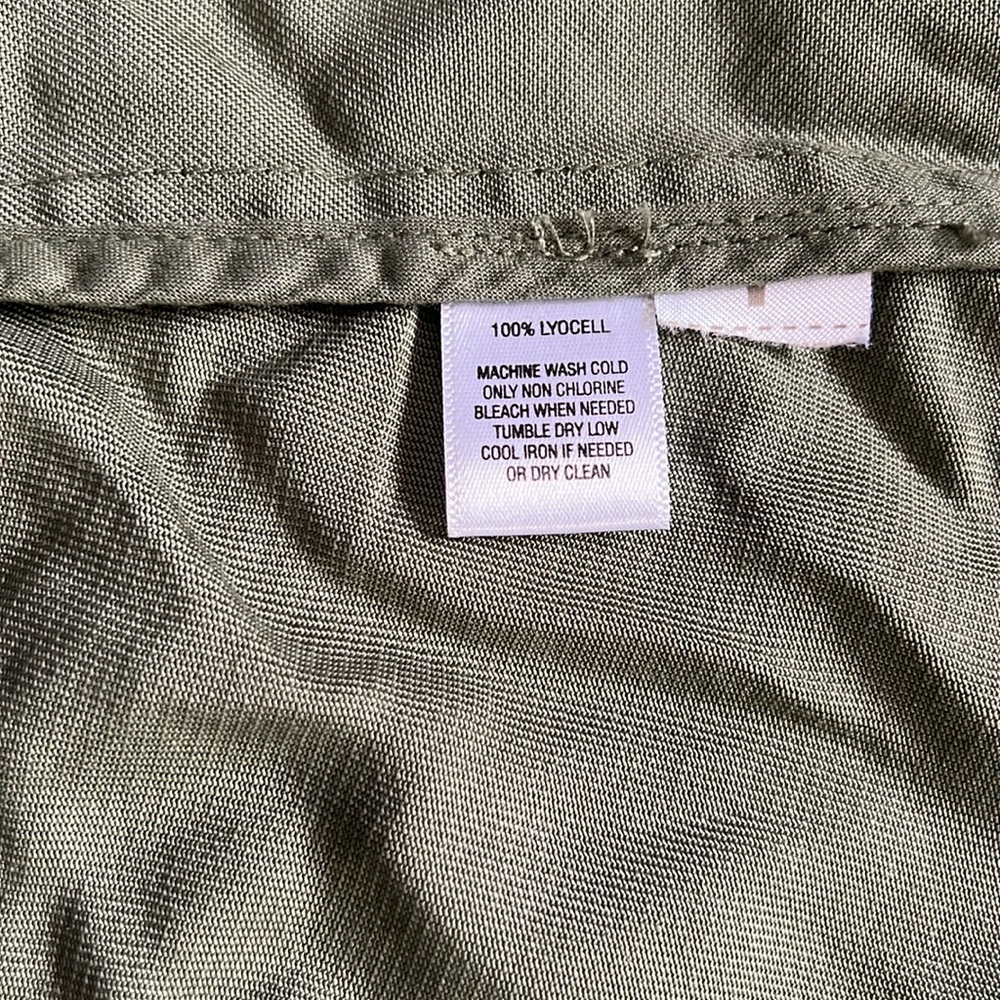 100% LYOCELL
MACHINE WASH COLD
ONLY NON CHLORINE
BLEACH WHEN NEEDED
TUMBLE DRY LOW
COOL IRON IF NEEDED
OR DRY CLEAN